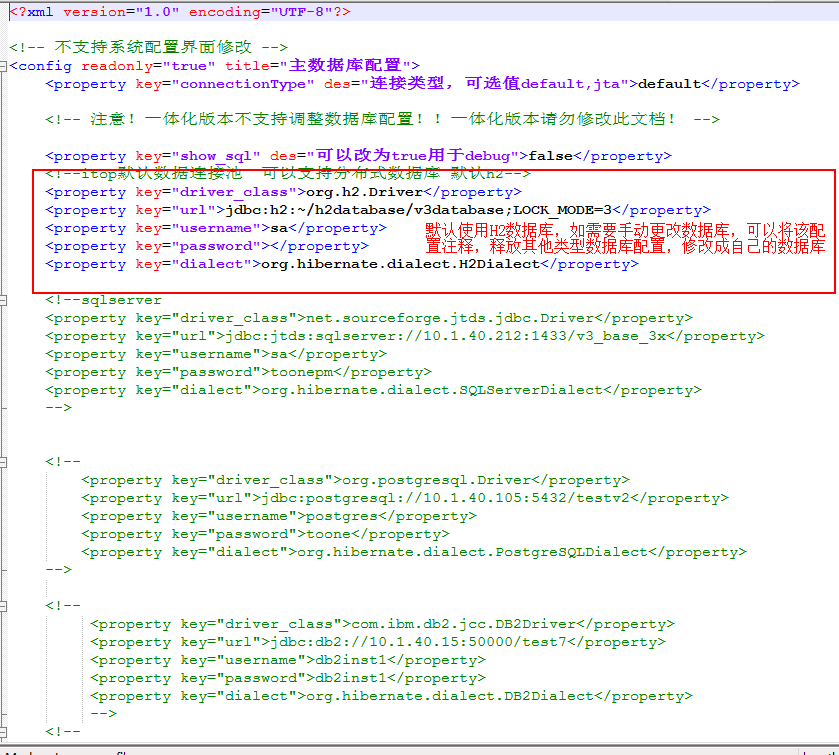 <?xml version="1.0" encoding="UTF-8"?>
<!-- 不支持系统配置界面修改 -->
<config readonly="true" title="主数据库配置">
<property key="connectionType" des="连接类型，可选值default,jta">default</property>
<!-- 注意！一体化版本不支持调整数据库配置！！一体化版本请勿修改此文档！ -->
<property key="show_sql" des="可以改为true用于debug">false</property>
<!--itop默认数据连接池 可以支持分布式数据库 默认h2-->
<property key="driver_class">org.h2.Driver</property>
<property key="url">jdbc:h2:~/h2database/v3database;LOCK_MODE=3</property>
<property key="username">sa</property>
默认使用H2数据库，如需要手动更改数据库，可以将该配
<property key="password"></property>
置注释，释放其他类型数据库配置，修改成自己的数据库
<property key="dialect">org.hibernate.dialect.H2Dialect</property>
<!--sqlserver
<property key="driver_class">net.sourceforge.jtds.jdbc.Driver</property>
<property key="url">jdbc:jtds:sqlserver://10.1.40.212:1433/v3_base_3x</property>
<property key="username">sa</property>
<property key="password">toonepm</property>
<property key="dialect">org.hibernate.dialect.SQLServerDialect</property>
-->
<!--
<property key="driver_class">org.postgresql.Driver</property>
<property key="url">jdbc:postgresql://10.1.40.105:5432/testv2</property>
<property key="username">postgres</property>
<property key="password">toone</property>
<property key="dialect">org.hibernate.dialect.PostgreSQLDialect</property>
-->
<!--
<property key="driver_class">com.ibm.db2.jcc.DB2Driver</property>
<property key="url">jdbc:db2://10.1.40.15:50000/test7</property>
<property key="username">db2inst1</property>
<property key="password">db2inst1</property>
<property key="dialect">org.hibernate.dialect.DB2Dialect</property>
-->
<!--